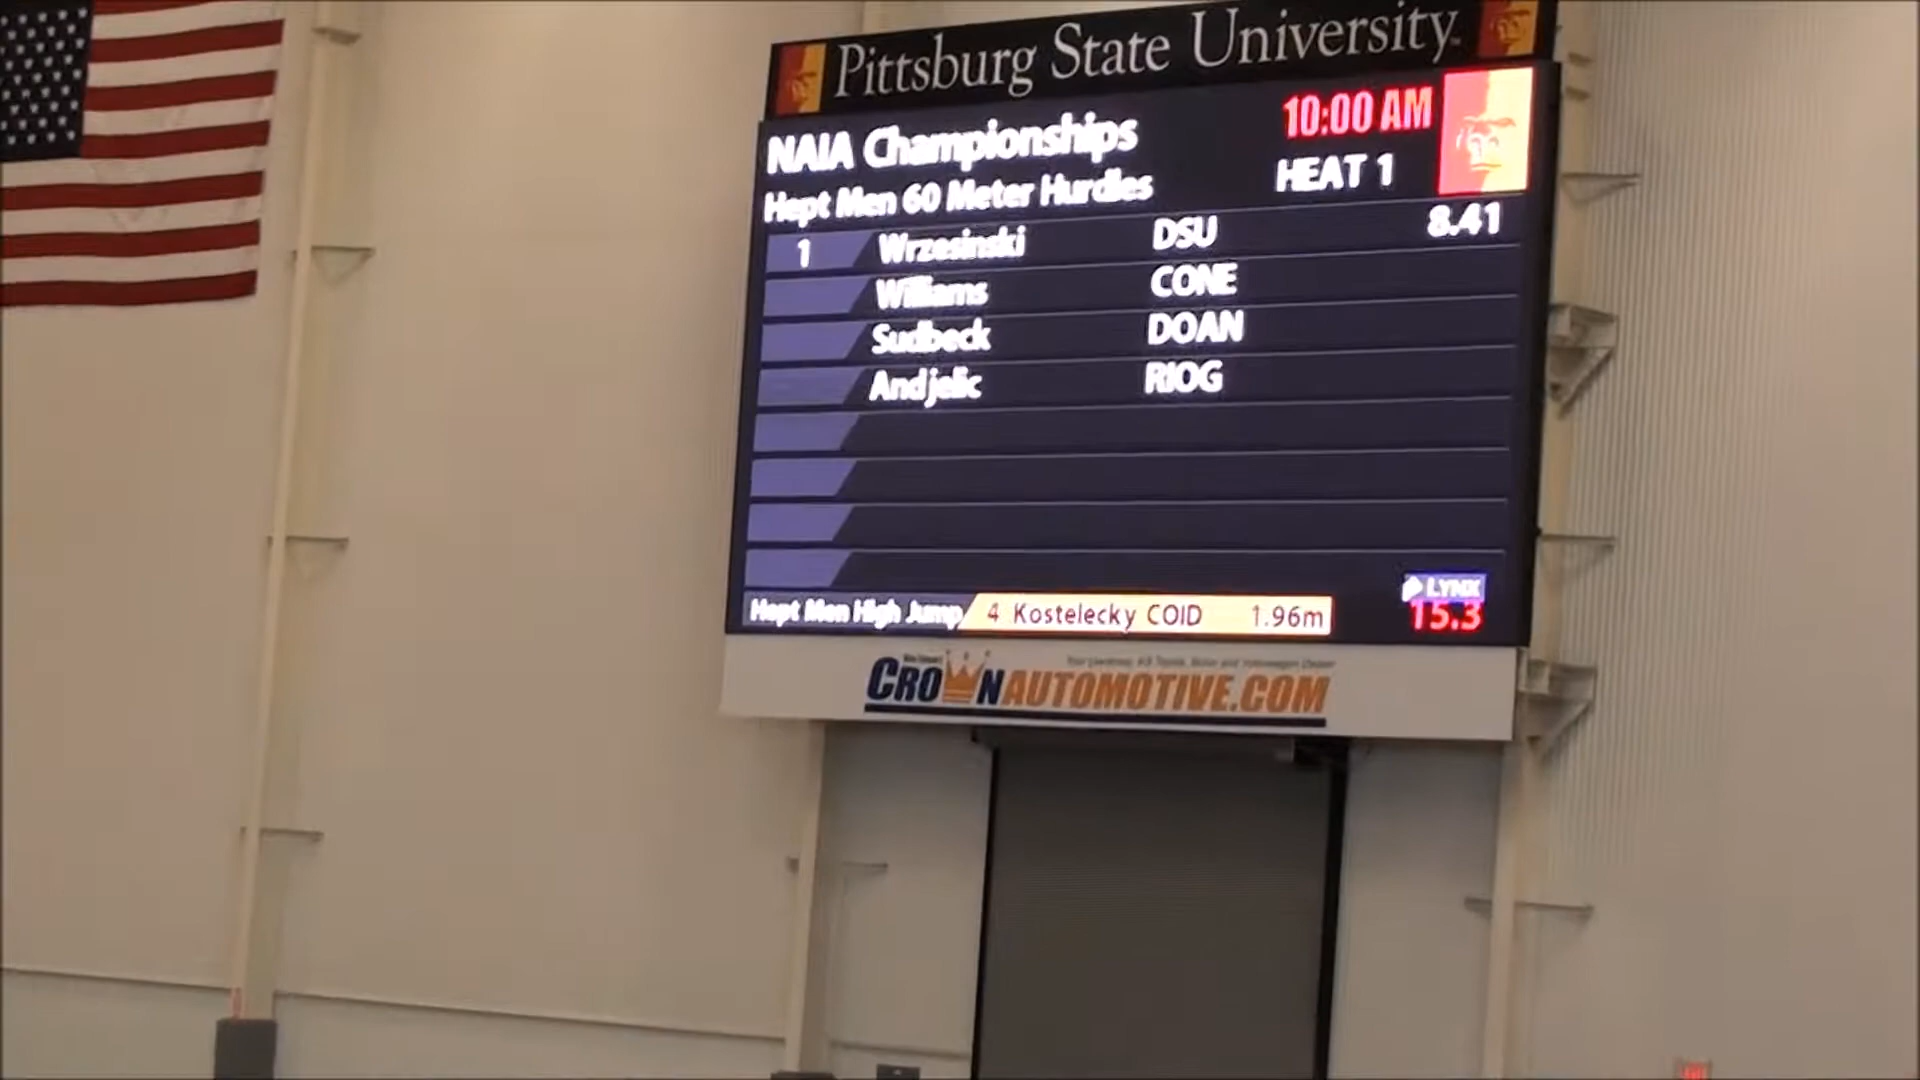 Pittsburg State University
NAIA Championships 10:00 AM
Hept Men 60 Meter Hurdles HEAT 1
1 Wrzesinski DSU 8.41
Williams CONE
Sudbeck DOAN
Andjelic RIOG
LYNX
Hept Men High Jump 4 Kostelecky COID 1.96m 15.3
CROWNAUTOMOTIVE.COM